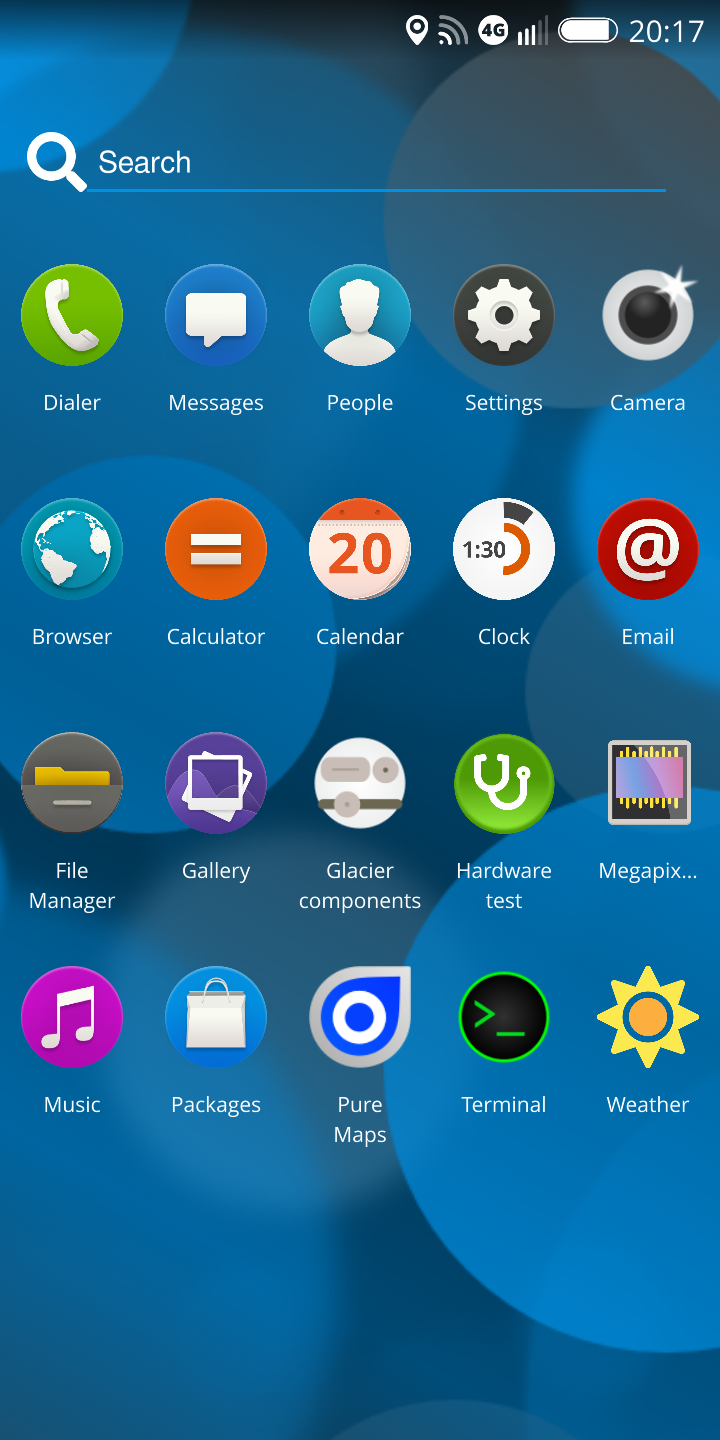 4G 20:17
Search
Dialer Messages People Settings Camera
20 1:30 @
Browser Calculator Calendar Clock Email
File Gallery Glacier Hardware Megapix...
Manager components test
>_
Music Packages Pure Terminal Weather
Maps